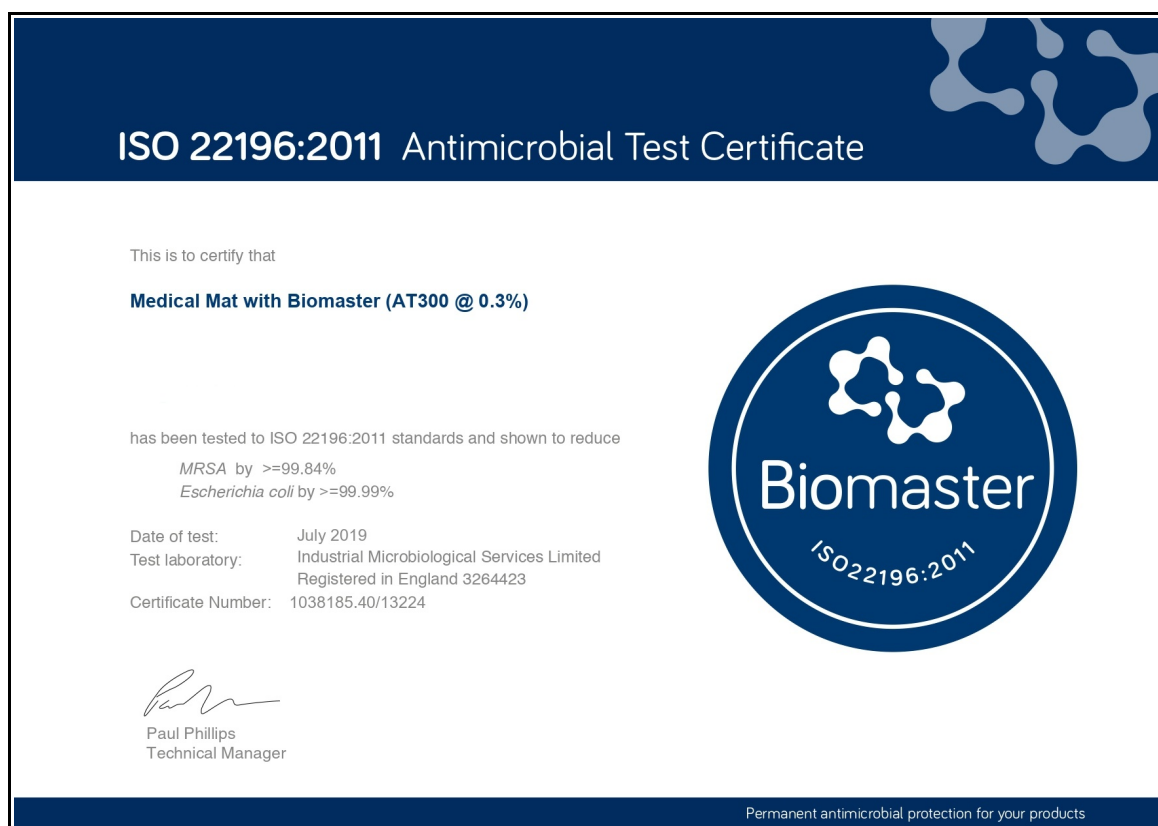 ISO 22196:2011 Antimicrobial Test Certificate
This is to certify that
Medical Mat with Biomaster (AT300 @ 0.3%)
has been tested to ISO 22196:2011 standards and shown to reduce
MRSA by >=99.84%
Escherichia coli by >=99.99%
Date of test: July 2019
Test laboratory: Industrial Microbiological Services Limited
Registered in England 3264423
Certificate Number: 1038185.40/13224
Paul Phillips
Technical Manager
Biomaster
ISO22196:2011
Permanent antimicrobial protection for your products